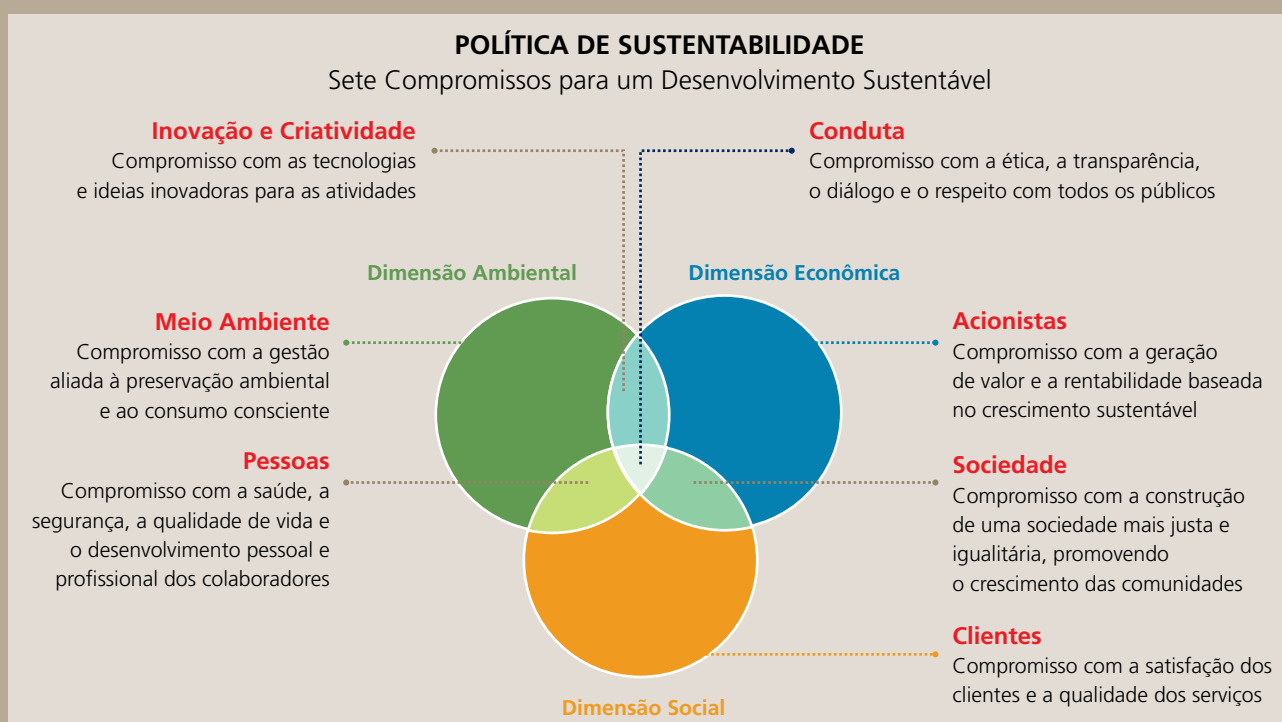 POLÍTICA DE SUSTENTABILIDADE
Sete Compromissos para um Desenvolvimento Sustentável
Inovação e Criatividade
Compromisso com as tecnologias
e ideias inovadoras para as atividades
Conduta
Compromisso com a ética, a transparência,
o diálogo e o respeito com todos os públicos
Dimensão Ambiental
Dimensão Econômica
Meio Ambiente
Compromisso com a gestão
aliada à preservação ambiental
e ao consumo consciente
Acionistas
Compromisso com a geração
de valor e a rentabilidade baseada
no crescimento sustentável
Pessoas
Compromisso com a saúde, a
segurança, a qualidade de vida e
o desenvolvimento pessoal e
profissional dos colaboradores
Sociedade
Compromisso com a construção
de uma sociedade mais justa e
igualitária, promovendo
o crescimento das comunidades
Clientes
Compromisso com a satisfação dos
clientes e a qualidade dos serviços
Dimensão Social